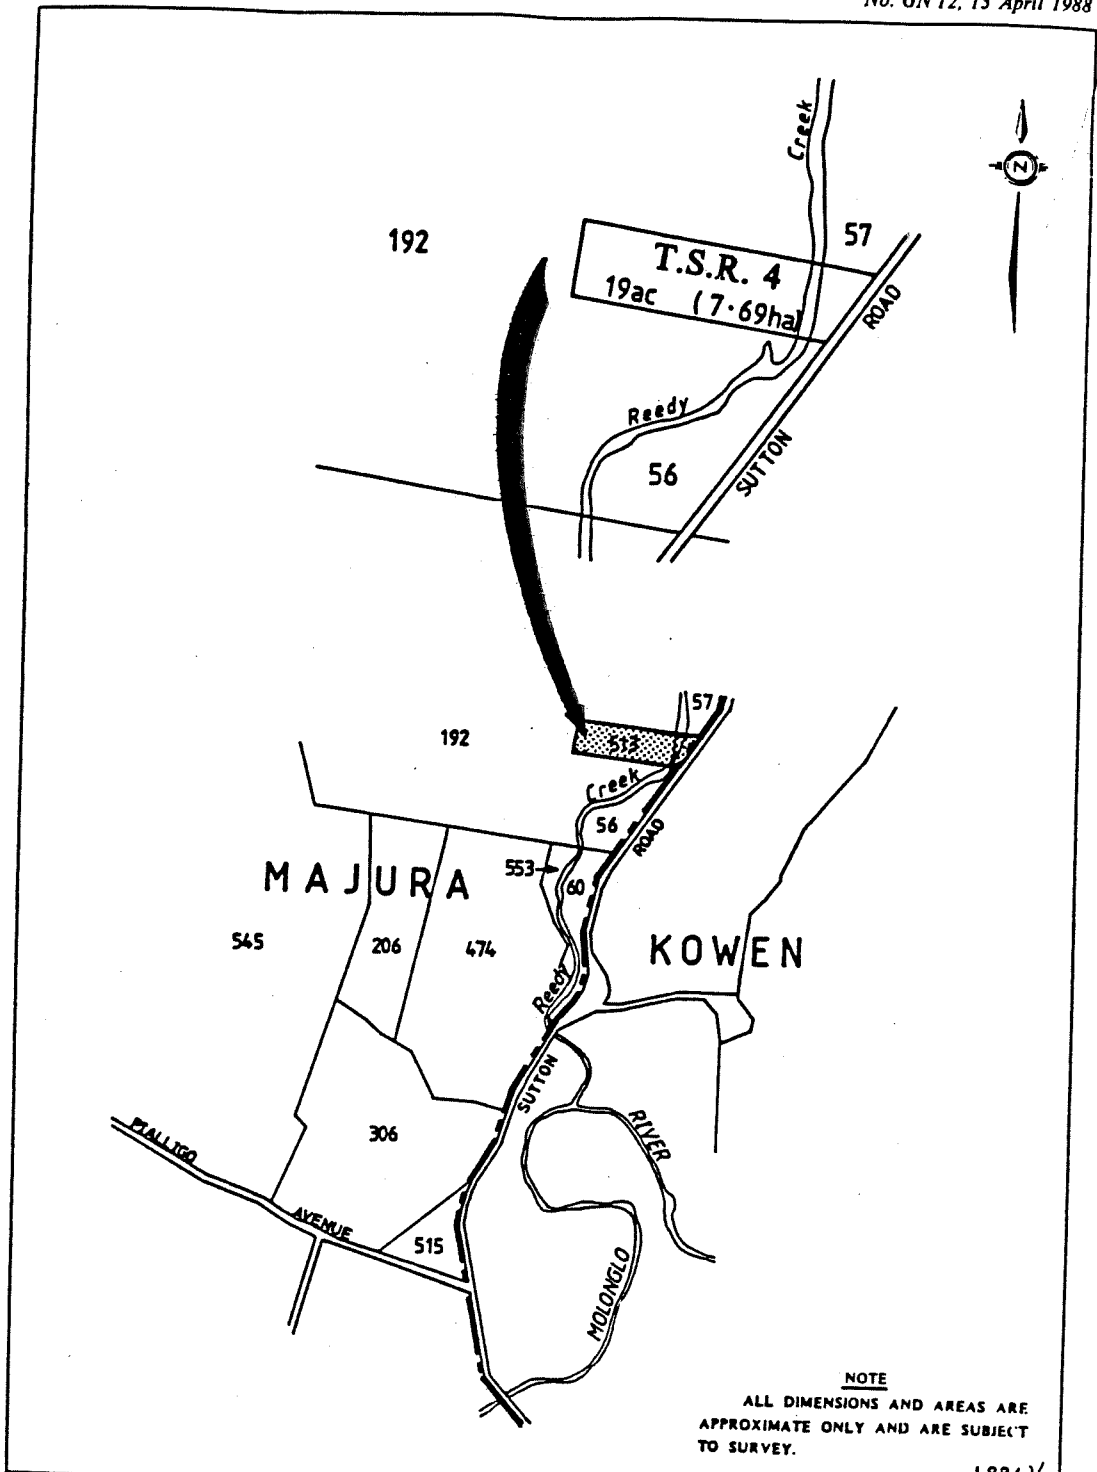 No. GN 12, 13 April 1988
Creek
N
192
57
T.S.R. 4
19ac (7·69ha)
ROAD
Reedy
56
SUTTON
57
192
513
Creek
56
ROAD
553
60
MAJURA
545
206
474
KOWEN
Reedy
SUTTON
306
RIVER
PIALLIGO
AVENUE
515
MOLONGLO
NOTE
ALL DIMENSIONS AND AREAS ARE
APPROXIMATE ONLY AND ARE SUBJECT
TO SURVEY.